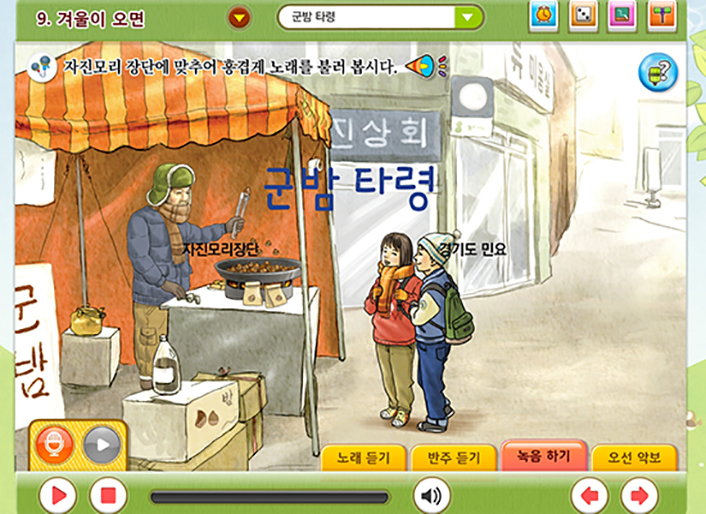 9. 겨울이 오면
군밤 타령
자진모리 장단에 맞추어 흥겹게 노래를 불러 봅시다.
?
진상회
군밤 타령
자진모리장단
경기도 민요
군밤
밤
노래 듣기
반주 듣기
녹음 하기
오선 악보